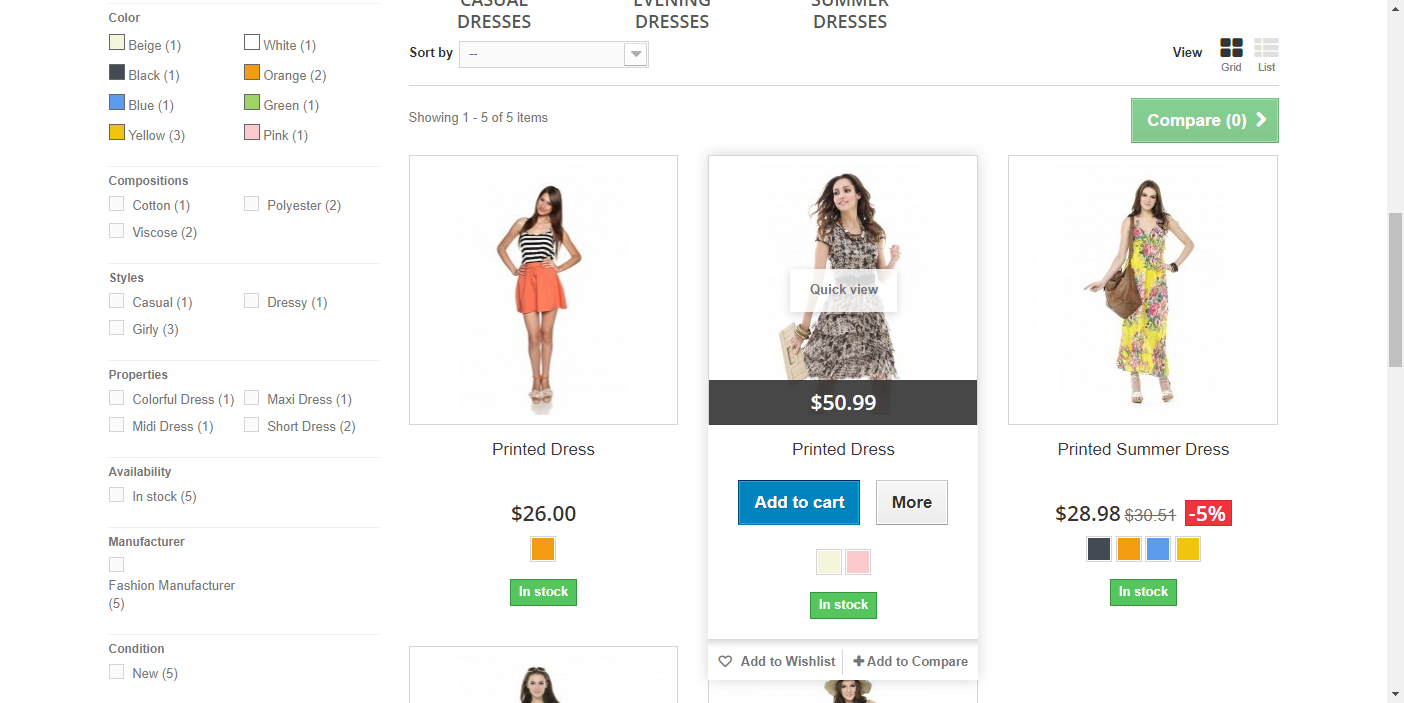 Color
Beige (1)
White (1)
Black (1)
Orange (2)
Blue (1)
Green (1)
Yellow (3)
Pink (1)
Compositions
Cotton (1)
Polyester (2)
Viscose (2)
Styles
Casual (1)
Dressy (1)
Girly (3)
Properties
Colorful Dress (1)
Maxi Dress (1)
Midi Dress (1)
Short Dress (2)
Availability
In stock (5)
Manufacturer
Fashion Manufacturer
(5)
Condition
New (5)
CASUAL
DRESSES
EVENING
DRESSES
SUMMER
DRESSES
Sort by
--
View
Grid
List
Showing 1 - 5 of 5 items
Compare (0)
Printed Dress
$26.00
In stock
Quick view
$50.99
Printed Dress
Add to cart
More
In stock
Add to Wishlist
Add to Compare
Printed Summer Dress
$28.98 $30.51 -5%
In stock